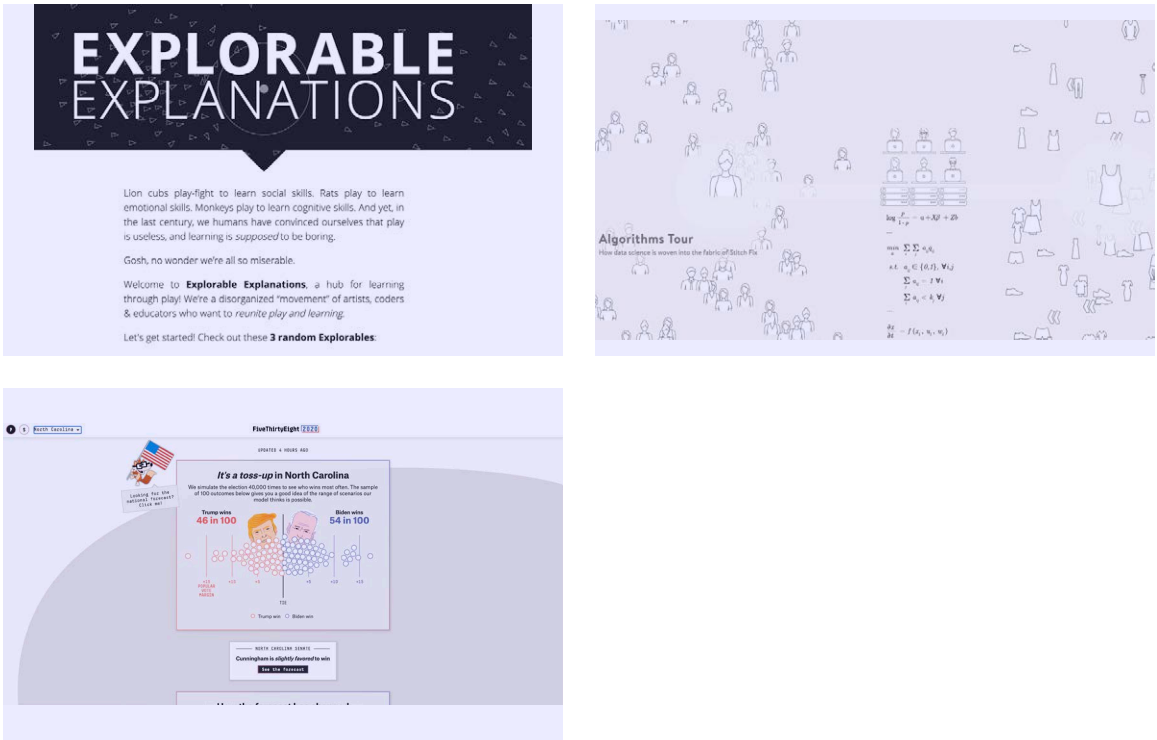 EXPLORABLE
EXPLANATIONS
Lion cubs play-fight to learn social skills. Rats play to learn
emotional skills. Monkeys play to learn cognitive skills. And yet, in
the last century, we humans have convinced ourselves that play
is useless, and learning is supposed to be boring.
Gosh, no wonder we're all so miserable.
Welcome to Explorable Explanations, a hub for learning
through play! We're a disorganized "movement" of artists, coders
& educators who want to reunite play and learning.
Let's get started! Check out these 3 random Explorables:
Algorithms Tour
How data science is woven into the fabric of Stitch Fix
North Carolina
FiveThirtyEight 2020
UPDATED 4 HOURS AGO
Looking for the
national forecast?
Click me!
It's a toss-up in North Carolina
We simulate the election 40,000 times to see who wins most often. The sample
of 100 outcomes below gives you a good idea of the range of scenarios our
model thinks is possible.
Trump wins
46 in 100
Biden wins
54 in 100
POPULAR
VOTE
MARGIN
TIE
Trump win Biden win
NORTH CAROLINA SENATE
Cunningham is slightly favored to win
See the forecast